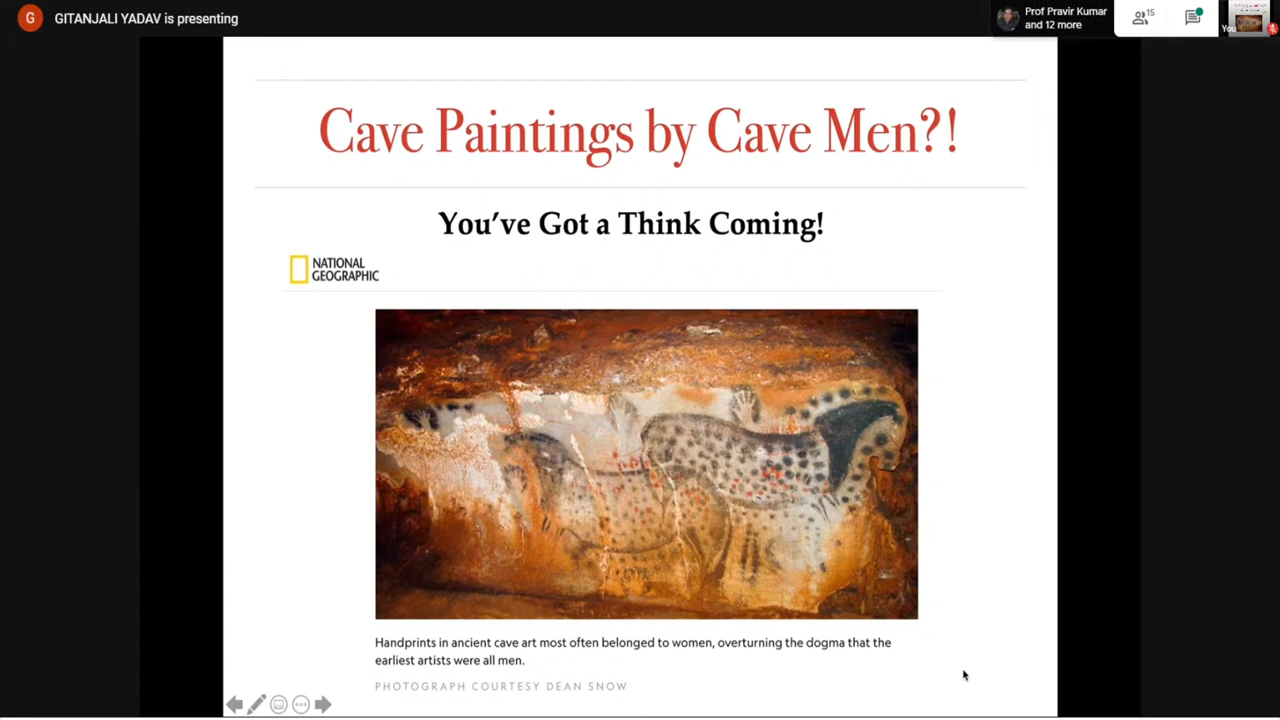 G
GITANJALI YADAV is presenting
Prof Pravir Kumar
and 12 more
15
You
Cave Paintings by Cave Men?!
You've Got a Think Coming!
NATIONAL
GEOGRAPHIC
Handprints in ancient cave art most often belonged to women, overturning the dogma that the
earliest artists were all men.
PHOTOGRAPH COURTESY DEAN SNOW